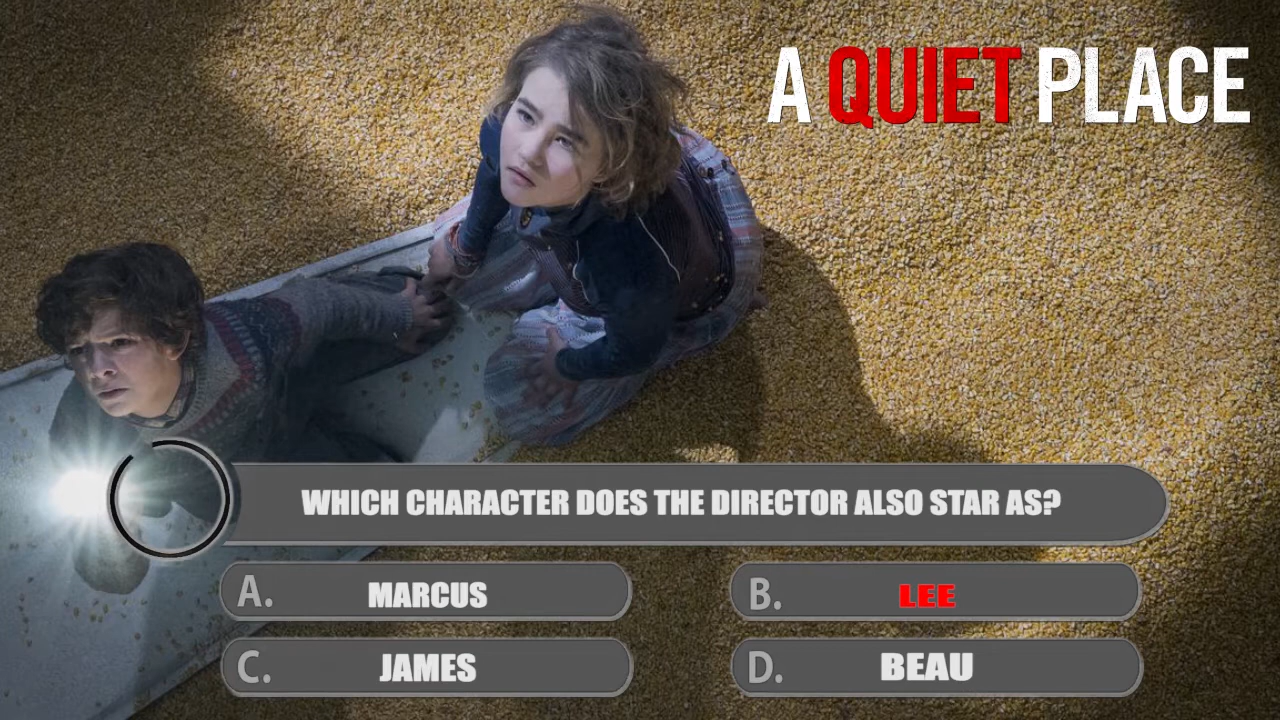 A QUIET PLACE
WHICH CHARACTER DOES THE DIRECTOR ALSO STAR AS?
A. MARCUS
B. LEE
C. JAMES
D. BEAU